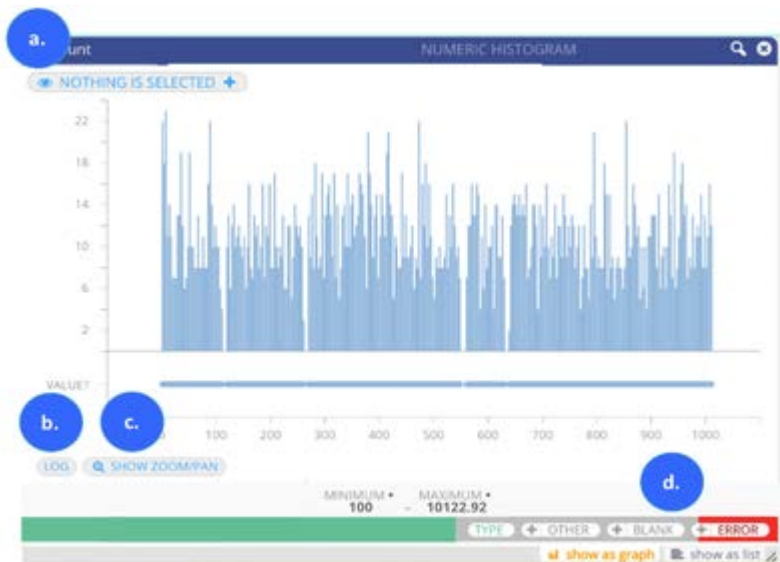 a.
unt NUMERIC HISTOGRAM
NOTHING IS SELECTED +
22
18
14
10
6
2
VALUE?
b. c.
0 100 200 300 400 500 600 700 800 900 1000
LOG SHOW ZOOM/PAN
d.
MINIMUM • MAXIMUM •
100 - 10122.92
TYPE + OTHER + BLANK + ERROR
show as graph show as list